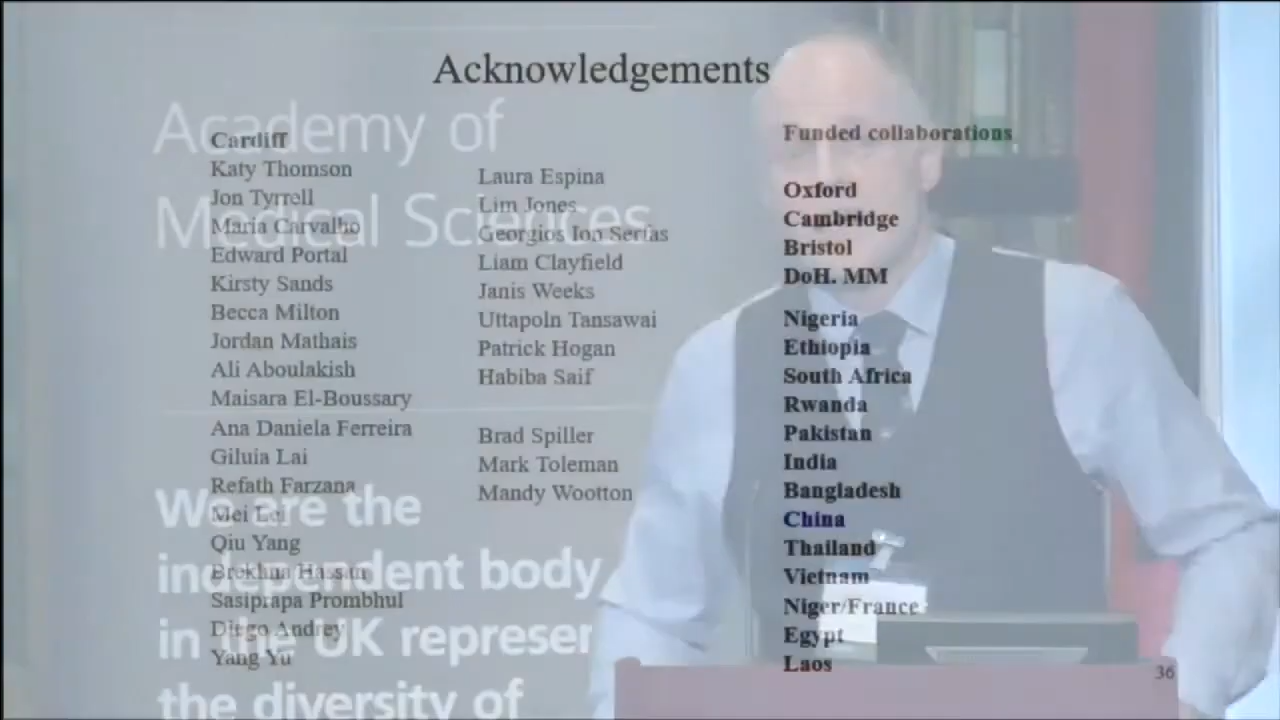 Acknowledgements
Cardiff
Katy Thomson
Jon Tyrrell
Maria Carvalho
Edward Portal
Kirsty Sands
Becca Milton
Jordan Mathais
Ali Aboulakish
Maisara El-Boussary
Ana Daniela Ferreira
Giluia Lai
Refath Farzana
Mei Li
Qiu Yang
Brekhna Hassan
Sasiprapa Prombhul
Diego Andrey
Yang Yu
Laura Espina
Lim Jones
Georgios Ion Serfas
Liam Clayfield
Janis Weeks
Uttapoln Tansawai
Patrick Hogan
Habiba Saif
Brad Spiller
Mark Toleman
Mandy Wootton
Funded collaborations
Oxford
Cambridge
Bristol
DoH. MM
Nigeria
Ethiopia
South Africa
Rwanda
Pakistan
India
Bangladesh
China
Thailand
Vietnam
Niger/France
Egypt
Laos
36
Academy of
Medical Sciences
We are the
independent body
in the UK represen
the diversity of